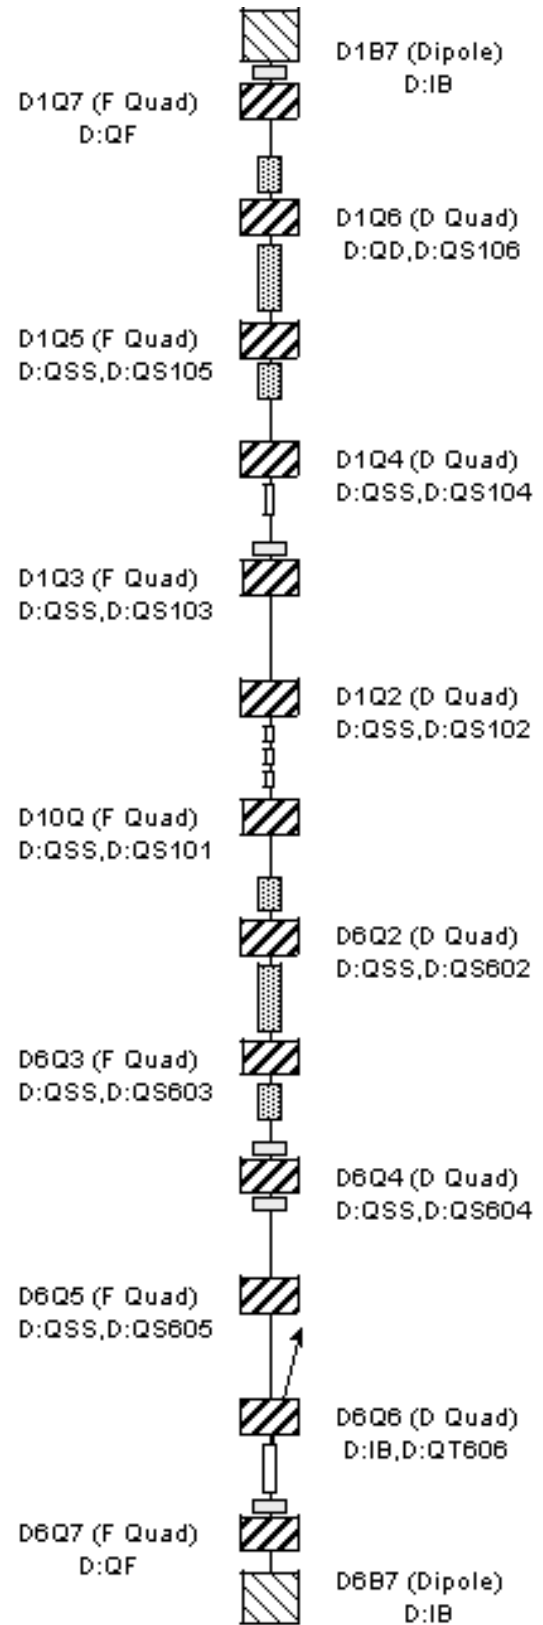 D1B7 (Dipole)
D:IB
D1Q7 (F Quad)
D:QF
D1Q6 (D Quad)
D:QD,D:QS106
D1Q5 (F Quad)
D:QSS,D:QS105
D1Q4 (D Quad)
D:QSS,D:QS104
D1Q3 (F Quad)
D:QSS,D:QS103
D1Q2 (D Quad)
D:QSS,D:QS102
D10Q (F Quad)
D:QSS,D:QS101
D6Q2 (D Quad)
D:QSS,D:QS602
D6Q3 (F Quad)
D:QSS,D:QS603
D6Q4 (D Quad)
D:QSS,D:QS604
D6Q5 (F Quad)
D:QSS,D:QS605
D6Q6 (D Quad)
D:IB,D:QT606
D6Q7 (F Quad)
D:QF
D6B7 (Dipole)
D:IB